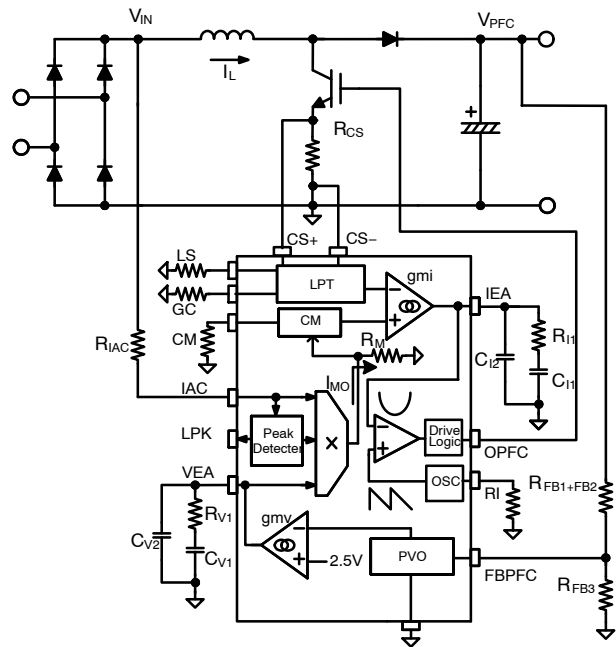 VIN
VPFC
IL
RCS
+
CS+
CS−
LS
LPT
gmi
IEA
GC
−
+
CM
CM
RM
RI1
CI2
CI1
RIAC
IAC
IMO
LPK
Peak Detecter
X
−
+
Drive Logic
OPFC
VEA
OSC
RI
RFB1+FB2
RV1
CV2
CV1
gmv
−
+
2.5V
PVO
FBPFC
RFB3